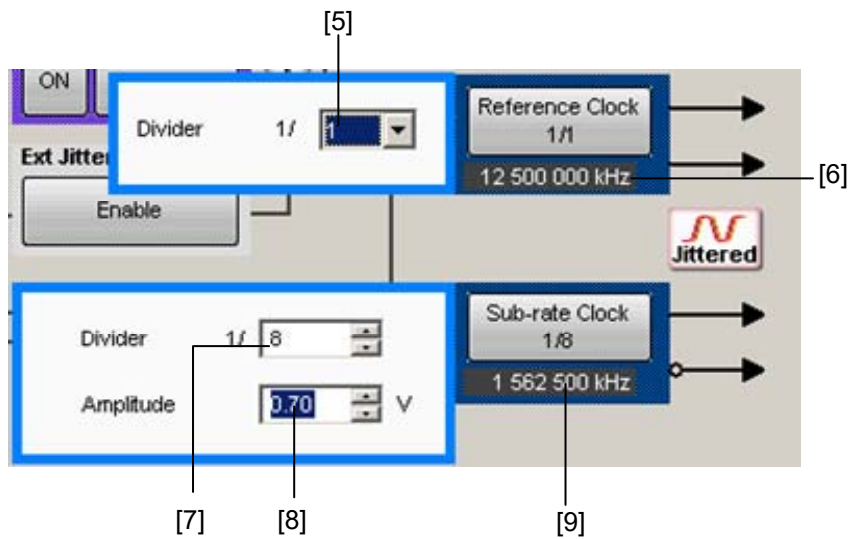 [5]
ON
Divider 1/ 1
Reference Clock
1/1
12 500 000 kHz
[6]
Ext Jitte
Enable
Jittered
Divider 1/ 8
Amplitude 0.70 V
Sub-rate Clock
1/8
1 562 500 kHz
[7] [8] [9]